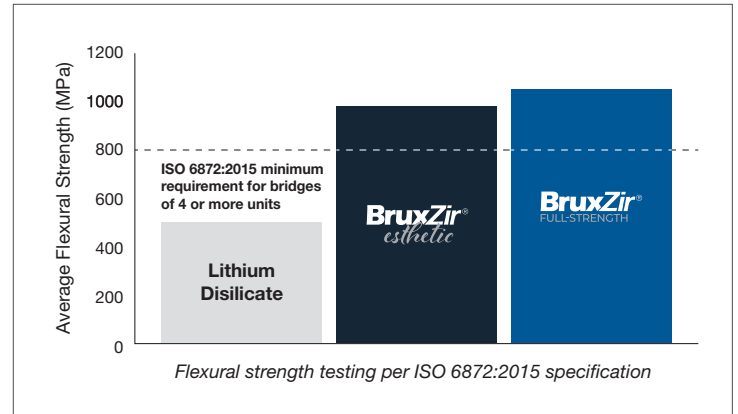 Average Flexural Strength (MPa)
1200
1000
800
600
400
200
0
ISO 6872:2015 minimum
requirement for bridges
of 4 or more units
Lithium
Disilicate
BruxZir®
esthetic
BruxZir®
FULL-STRENGTH
Flexural strength testing per ISO 6872:2015 specification